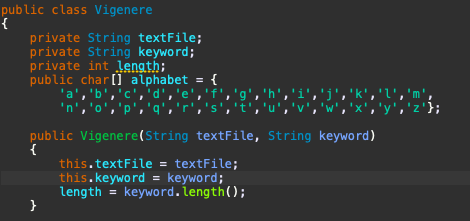 public class Vigenere
{
    private String textFile;
    private String keyword;
    private int length;
    public char[] alphabet = {
        'a','b','c','d','e','f','g','h','i','j','k','l','m',
        'n','o','p','q','r','s','t','u','v','w','x','y','z'};
    public Vigenere(String textFile, String keyword)
    {
        this.textFile = textFile;
        this.keyword = keyword;
        length = keyword.length();
    }